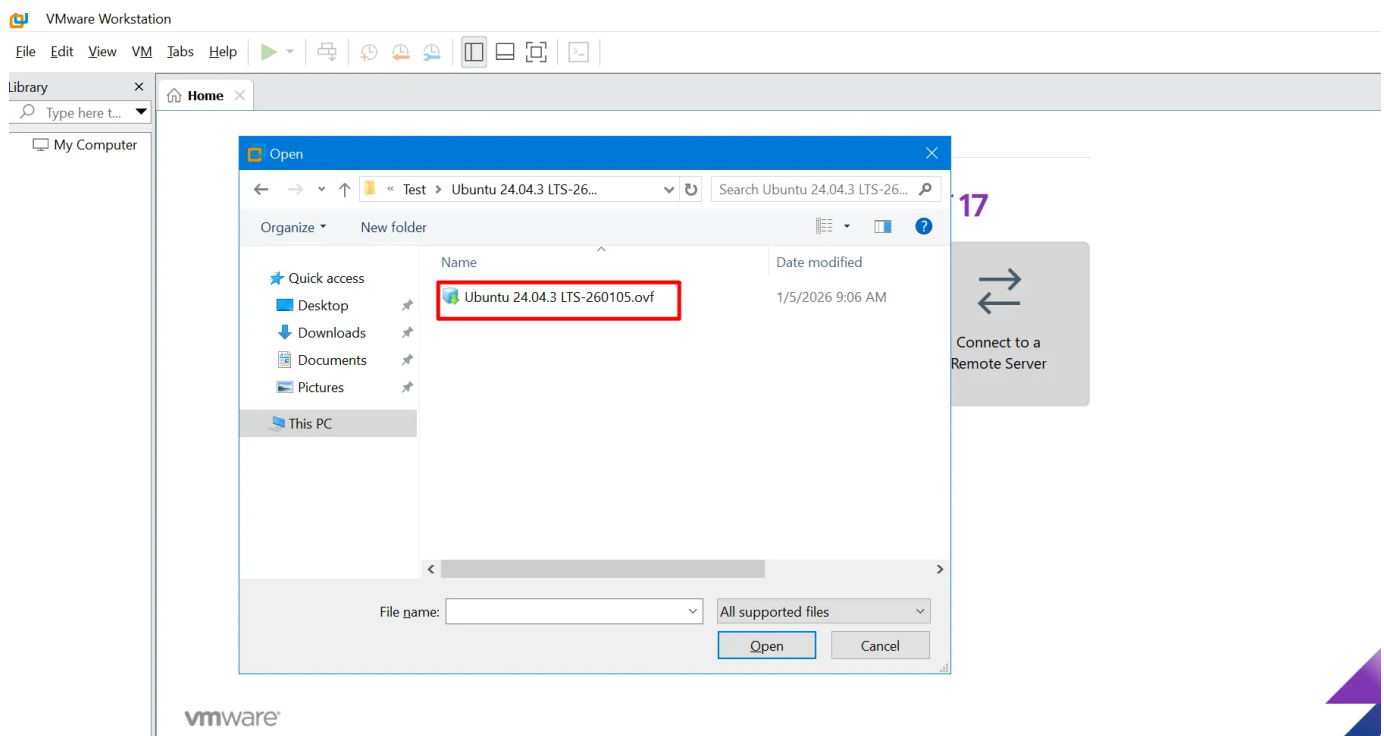 VMware Workstation
File Edit View VM Tabs Help
Library
Type here t...
My Computer
Home
17
Connect to a
Remote Server
Open
« Test > Ubuntu 24.04.3 LTS-26...
Search Ubuntu 24.04.3 LTS-26...
Organize
New folder
Quick access
Desktop
Downloads
Documents
Pictures
This PC
Name
Date modified
Ubuntu 24.04.3 LTS-260105.ovf
1/5/2026 9:06 AM
File name:
All supported files
Open
Cancel
vmware